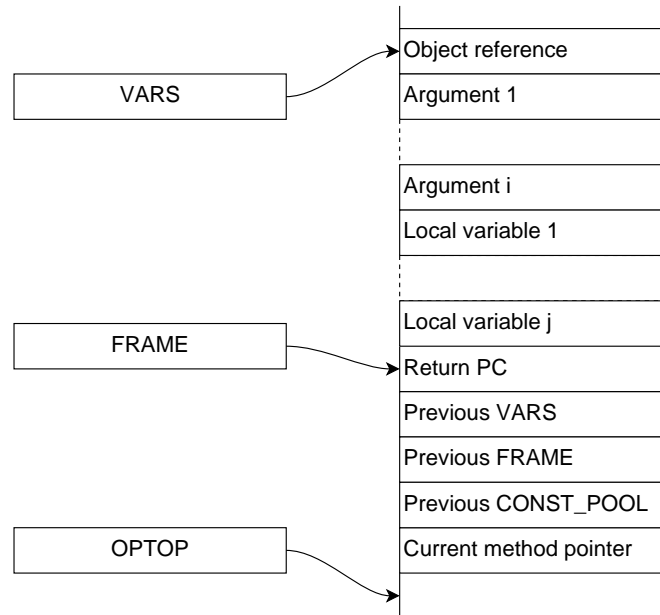 Object reference
VARS
Argument 1
Argument i
Local variable 1
Local variable j
FRAME
Return PC
Previous VARS
Previous FRAME
Previous CONST_POOL
OPTOP
Current method pointer